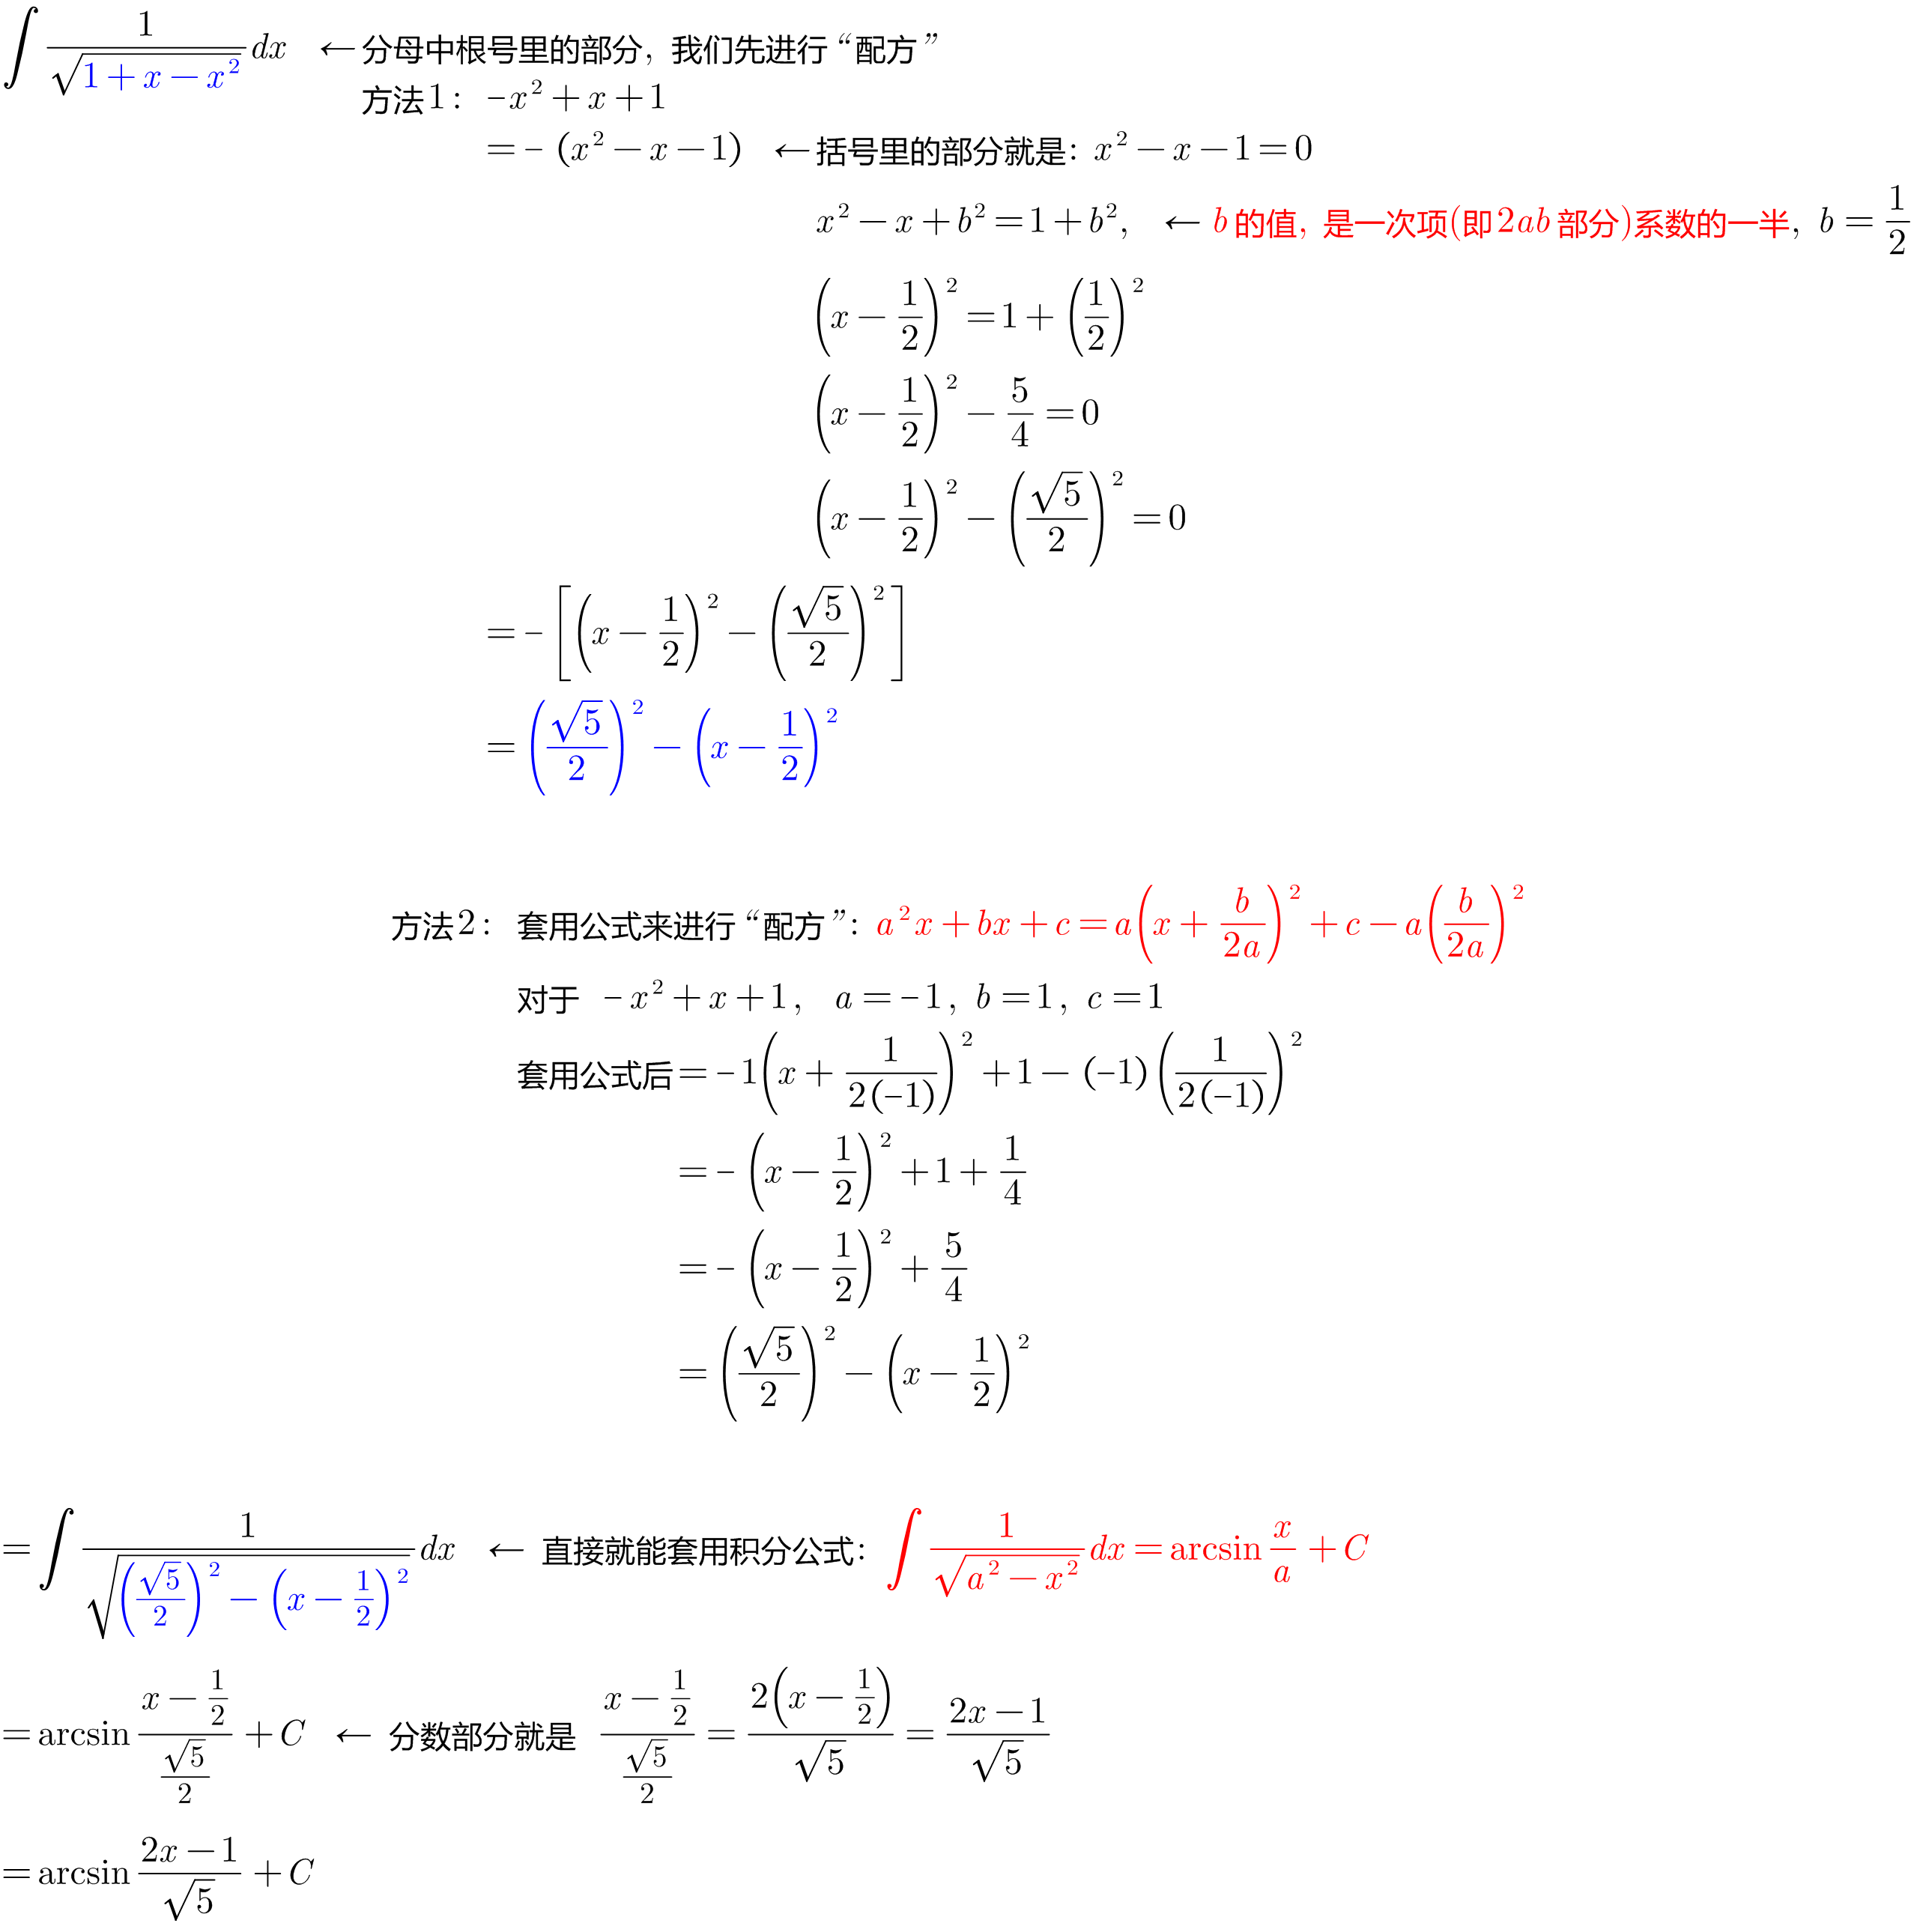 ∫ 1/√(1+x−x²) dx ← 分母中根号里的部分, 我们先进行 “配方”
方法1: -x²+x+1
=-(x²−x−1) ←括号里的部分就是: x²−x−1=0
x²−x+b²=1+b², ← b的值, 是一次项(即2ab部分)系数的一半, b=1/2
(x−1/2)²=1+(1/2)²
(x−1/2)²−5/4=0
(x−1/2)²−(√5/2)²=0
=-[(x−1/2)²−(√5/2)²]
=(√5/2)²−(x−1/2)²
方法2: 套用公式来进行 “配方”: a²x+bx+c=a(x+b/2a)²+c−a(b/2a)²
对于 -x²+x+1, a=-1, b=1, c=1
套用公式后=-1(x+1/2(-1))²+1−(-1)(1/2(-1))²
=-(x−1/2)²+1+1/4
=-(x−1/2)²+5/4
=(√5/2)²−(x−1/2)²
=∫ 1/√((√5/2)²−(x−1/2)²) dx ← 直接就能套用积分公式: ∫ 1/√(a²−x²) dx=arcsin x/a+C
=arcsin (x−1/2)/(√5/2)+C ← 分数部分就是 (x−1/2)/(√5/2)=2(x−1/2)/√5=(2x−1)/√5
=arcsin (2x−1)/√5+C